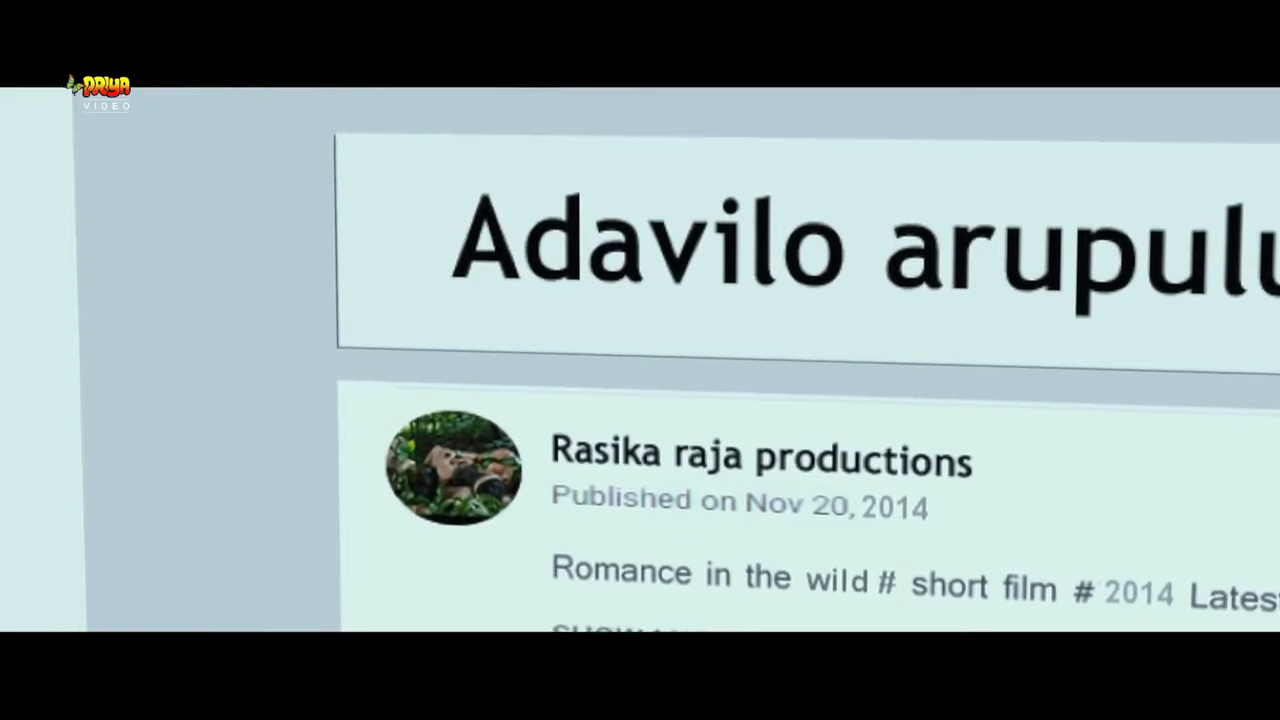 PRIYA
VIDEO
Adavilo arupulu
Rasika raja productions
Published on Nov 20, 2014
Romance in the wild # short film # 2014 Latest